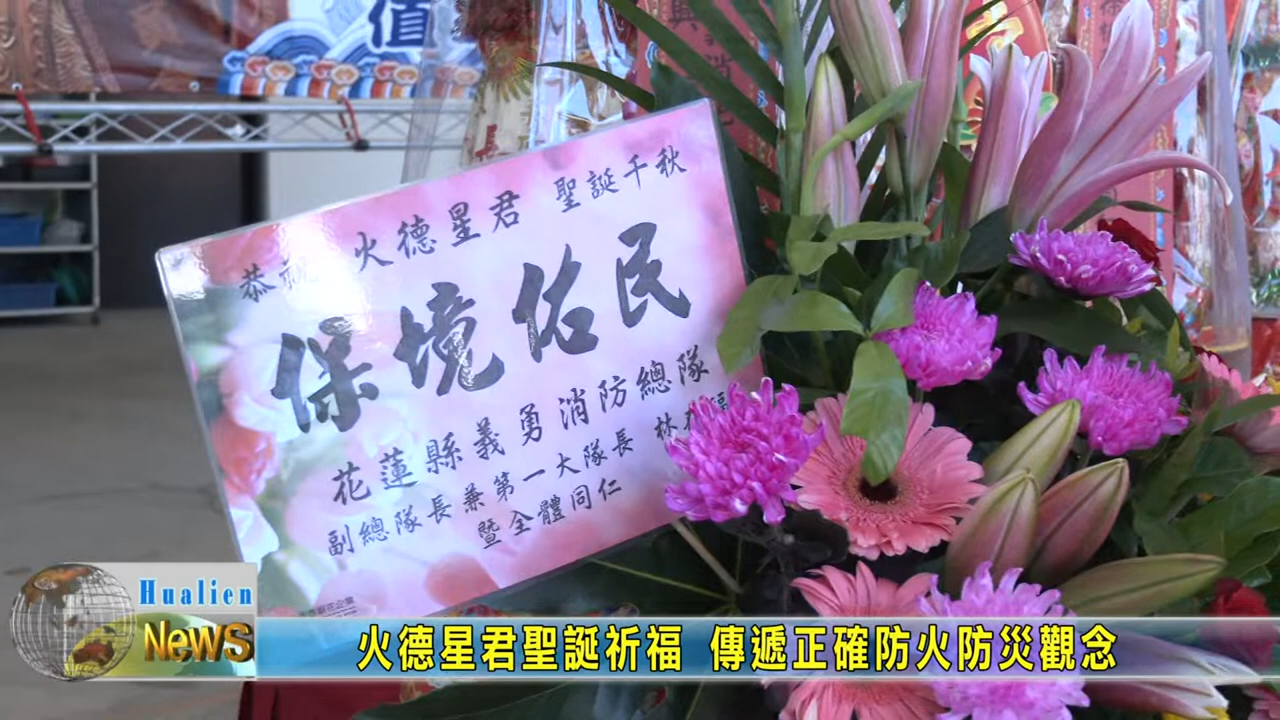 值
長
恭祝 火德星君 聖誕千秋
保境佑民
花蓮縣義勇消防總隊
副總隊長兼第一大隊長 林
暨全體同仁
Hualien
News
火德星君聖誕祈福 傳遞正確防火防災觀念